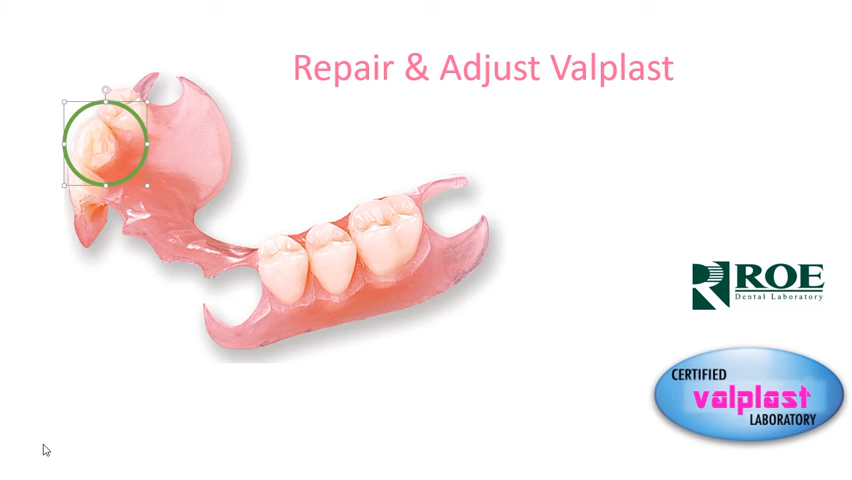 Repair & Adjust Valplast
ROE
Dental Laboratory
CERTIFIED
valplast
LABORATORY